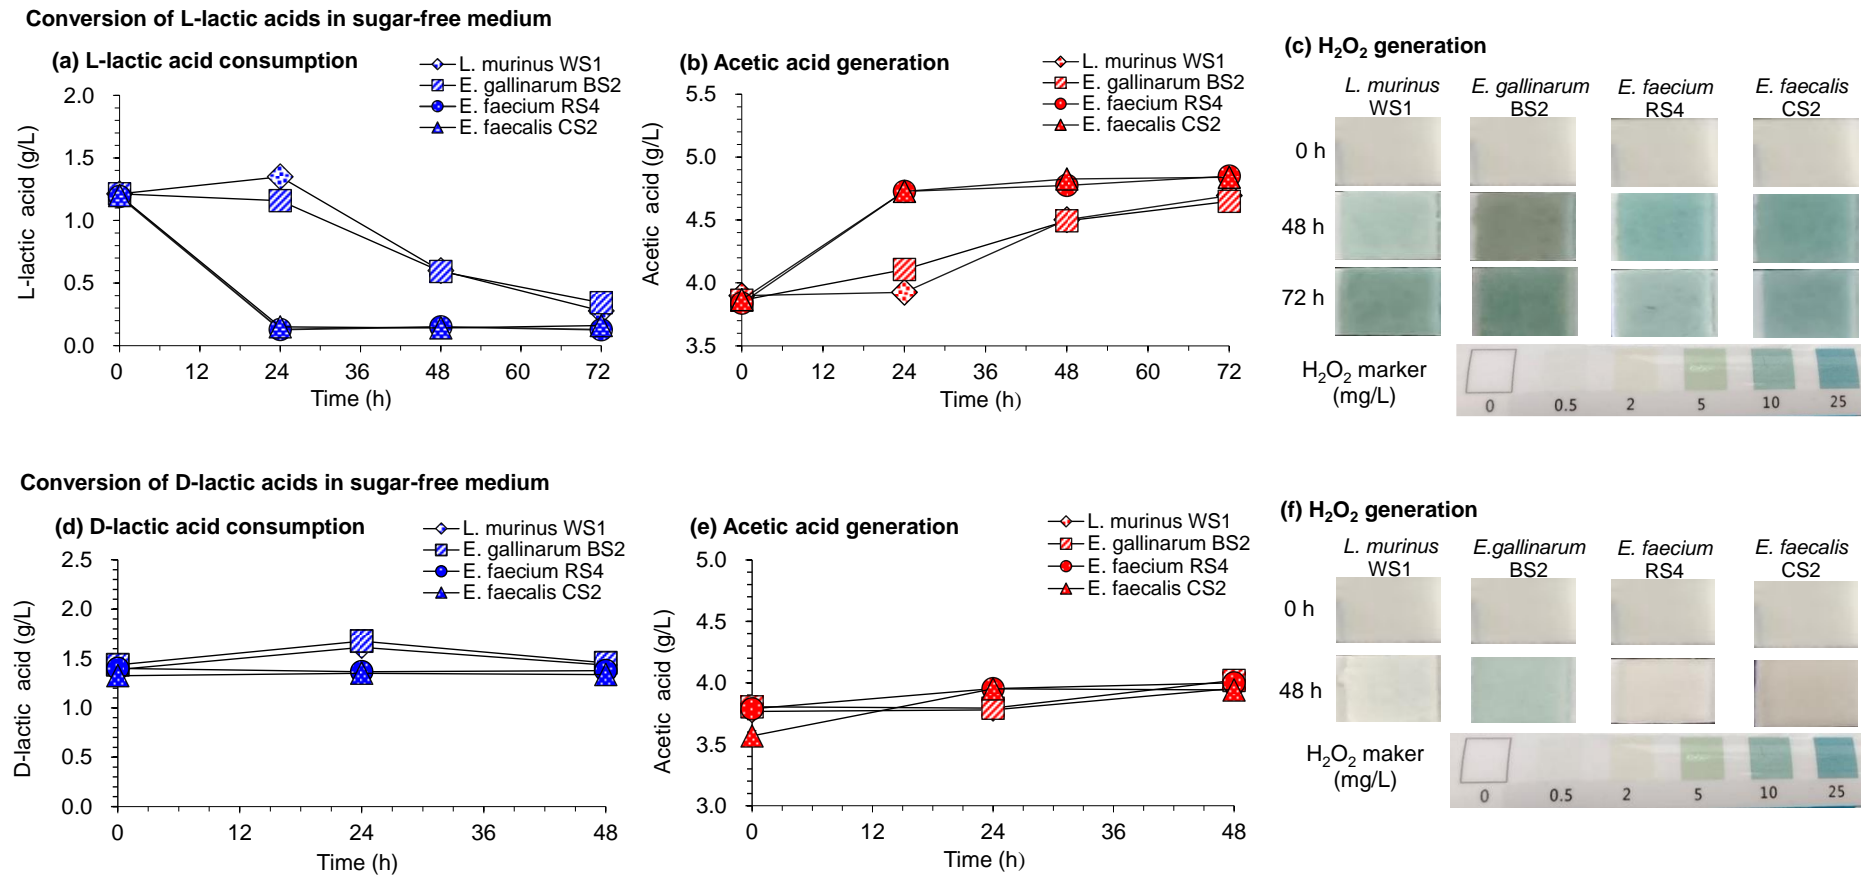 Conversion of L-lactic acids in sugar-free medium
(a) L-lactic acid consumption
L. murinus WS1
E. gallinarum BS2
E. faecium RS4
E. faecalis CS2
2.0
1.5
1.0
0.5
0.0
L-lactic acid (g/L)
0 12 24 36 48 60 72
Time (h)
(b) Acetic acid generation
L. murinus WS1
E. gallinarum BS2
E. faecium RS4
E. faecalis CS2
5.5
5.0
4.5
4.0
3.5
Acetic acid (g/L)
0 12 24 36 48 60 72
Time (h)
(c) H₂O₂ generation
L. murinus WS1
E. gallinarum BS2
E. faecium RS4
E. faecalis CS2
0 h
48 h
72 h
H₂O₂ marker
(mg/L)
0 0.5 2 5 10 25
Conversion of D-lactic acids in sugar-free medium
(d) D-lactic acid consumption
L. murinus WS1
E. gallinarum BS2
E. faecium RS4
E. faecalis CS2
2.5
2.0
1.5
1.0
0.5
0.0
D-lactic acid (g/L)
0 12 24 36 48
Time (h)
(e) Acetic acid generation
L. murinus WS1
E. gallinarum BS2
E. faecium RS4
E. faecalis CS2
5.0
4.5
4.0
3.5
3.0
Acetic acid (g/L)
0 12 24 36 48
Time (h)
(f) H₂O₂ generation
L. murinus WS1
E.gallinarum BS2
E. faecium RS4
E. faecalis CS2
0 h
48 h
H₂O₂ maker
(mg/L)
0 0.5 2 5 10 25